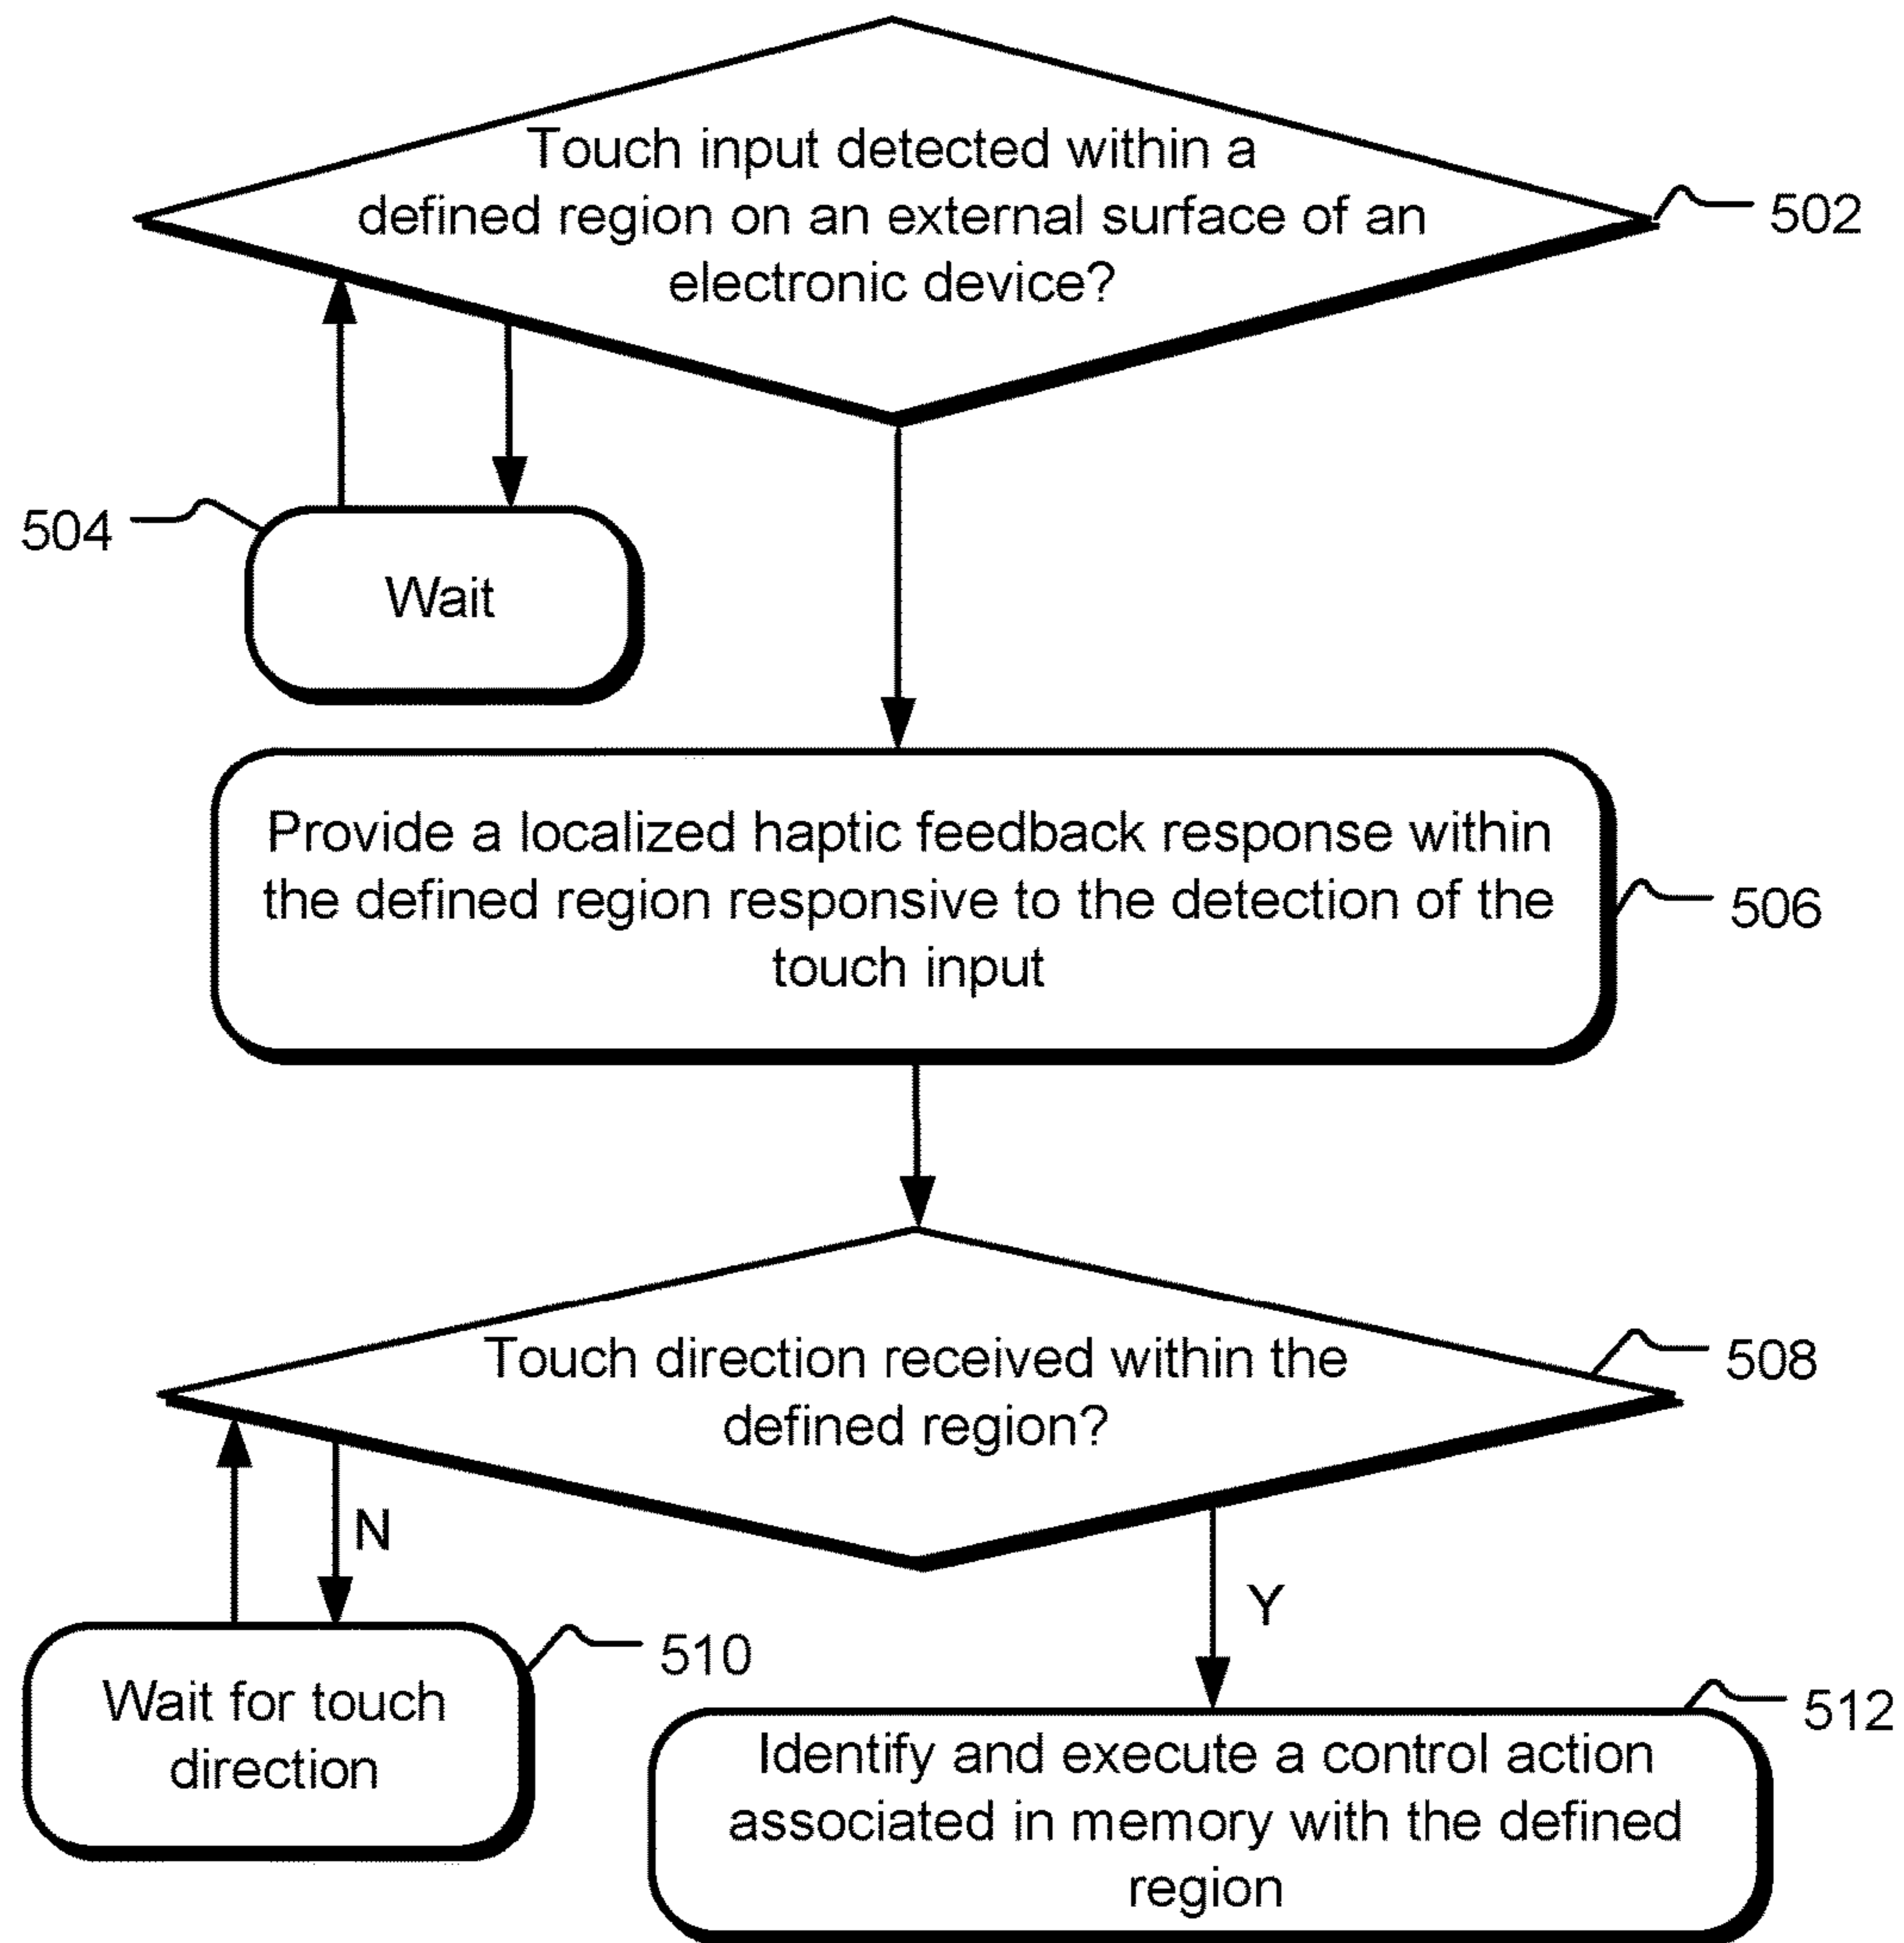 Touch input detected within a
defined region on an external surface of an
electronic device?
502
504
Wait
Provide a localized haptic feedback response within
the defined region responsive to the detection of the
touch input
506
Touch direction received within the
defined region?
508
N
Y
Wait for touch
direction
510
512
Identify and execute a control action
associated in memory with the defined
region